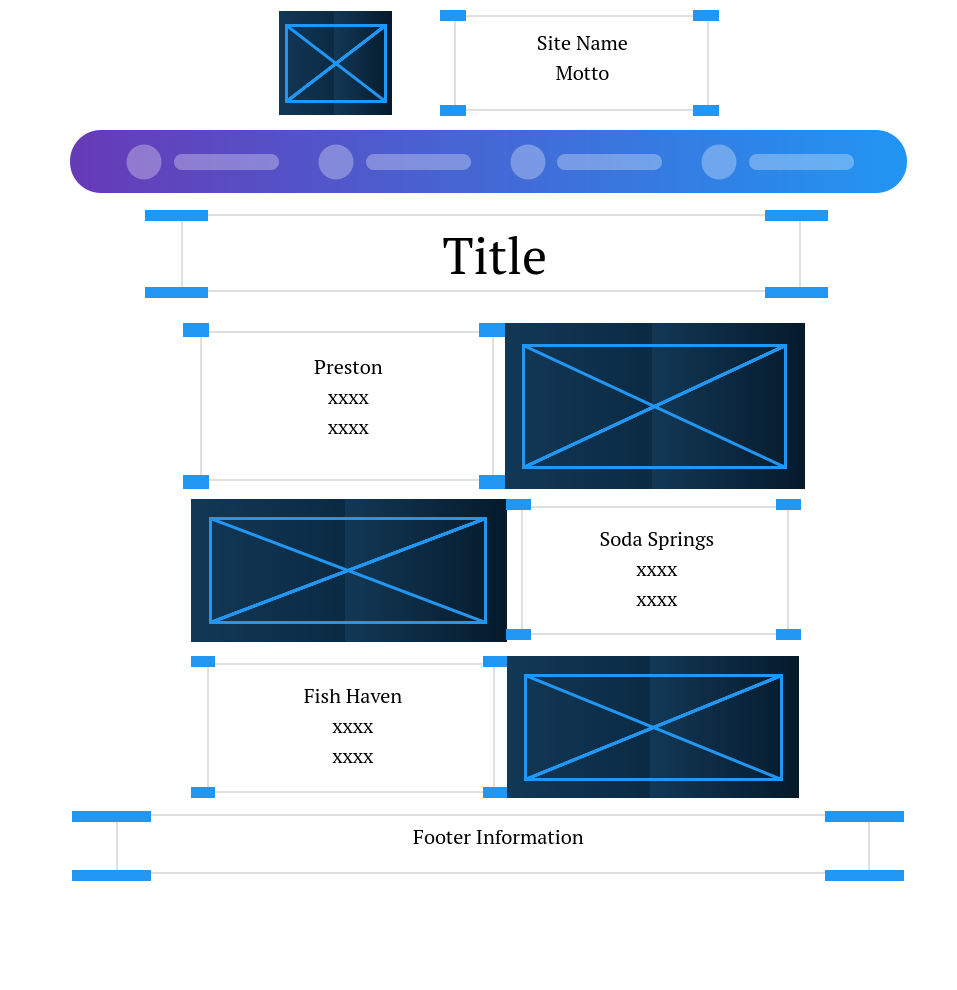 Site Name
Motto
Title
Preston
xxxx
xxxx
Soda Springs
xxxx
xxxx
Fish Haven
xxxx
xxxx
Footer Information